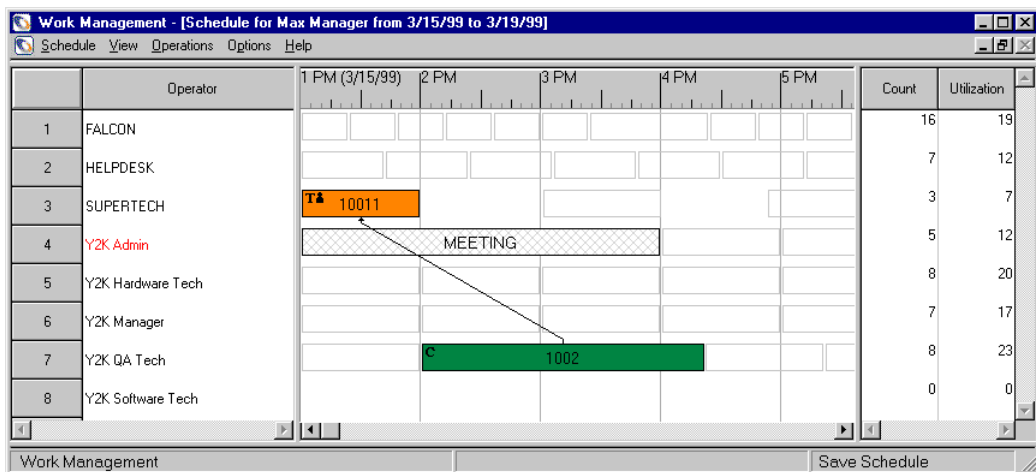 Work Management - [Schedule for Max Manager from 3/15/99 to 3/19/99]
Schedule View Operations Options Help
Operator 1 PM (3/15/99) 2 PM 3 PM 4 PM 5 PM Count Utilization
1 FALCON 16 19
2 HELPDESK 7 12
3 SUPERTECH T 10011 3 7
4 Y2K Admin MEETING 5 12
5 Y2K Hardware Tech 8 20
6 Y2K Manager 7 17
7 Y2K QA Tech C 1002 8 23
8 Y2K Software Tech 0 0
Work Management Save Schedule